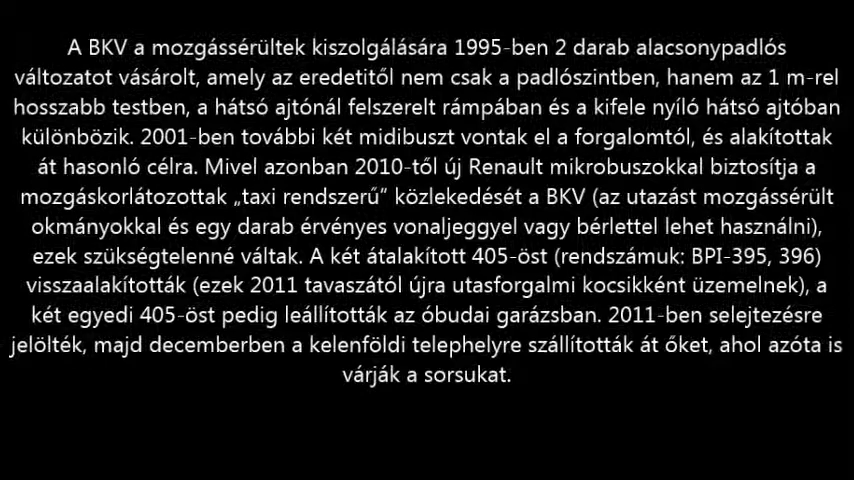 A BKV a mozgássérültek kiszolgálására 1995-ben 2 darab alacsonypadlós
változatot vásárolt, amely az eredetitől nem csak a padlószintben, hanem az 1 m-rel
hosszabb testben, a hátsó ajtónál felszerelt rámpában és a kifele nyíló hátsó ajtóban
különbözik. 2001-ben további két midibuszt vontak el a forgalomtól, és alakítottak
át hasonló célra. Mivel azonban 2010-től új Renault mikrobuszokkal biztosítja a
mozgáskorlátozottak „taxi rendszerű” közlekedését a BKV (az utazást mozgássérült
okmányokkal és egy darab érvényes vonaljeggyel vagy bérlettel lehet használni),
ezek szükségtelenné váltak. A két átalakított 405-öst (rendszámuk: BPI-395, 396)
visszaalakították (ezek 2011 tavaszától újra utasforgalmi kocsikként üzemelnek), a
két egyedi 405-öst pedig leállították az óbudai garázsban. 2011-ben selejtezésre
jelölték, majd decemberben a kelenföldi telephelyre szállították át őket, ahol azóta is
várják a sorsukat.